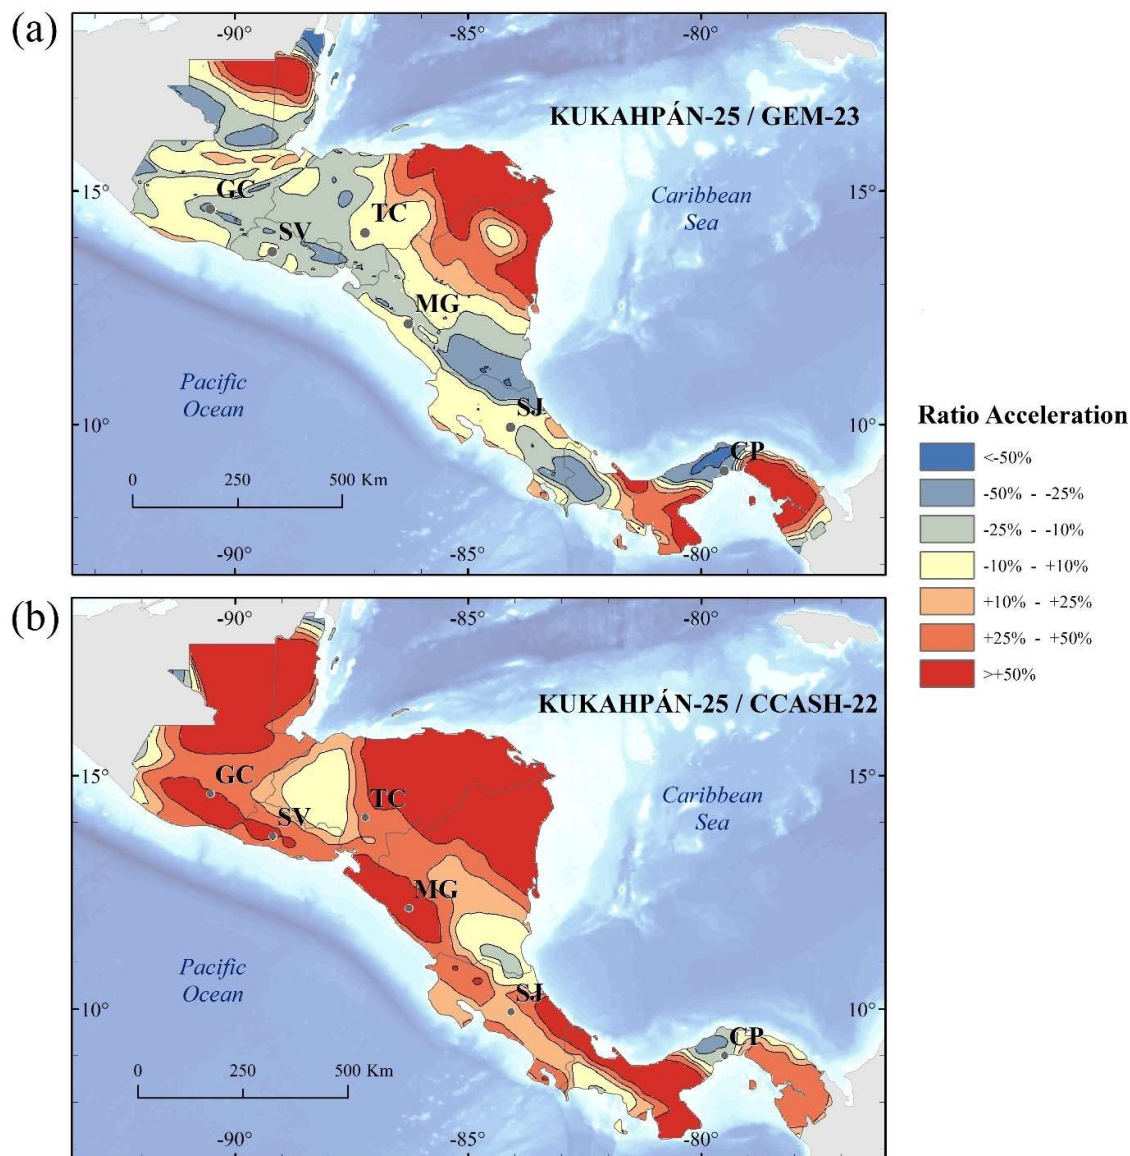 (a)
-90°
-85°
-80°
KUKAHPÁN-25 / GEM-23
15°
GC
15°
Caribbean
Sea
SV
TC
MG
Pacific
Ocean
10°
SJ
10°
CP
0
250
500 Km
-90°
-85°
-80°
Ratio Acceleration
<-50%
-50% - -25%
-25% - -10%
-10% - +10%
+10% - +25%
+25% - +50%
>+50%
(b)
-90°
-85°
-80°
KUKAHPÁN-25 / CCASH-22
15°
GC
15°
Caribbean
Sea
SV
TC
MG
Pacific
Ocean
10°
SJ
10°
CP
0
250
500 Km
-90°
-85°
-80°